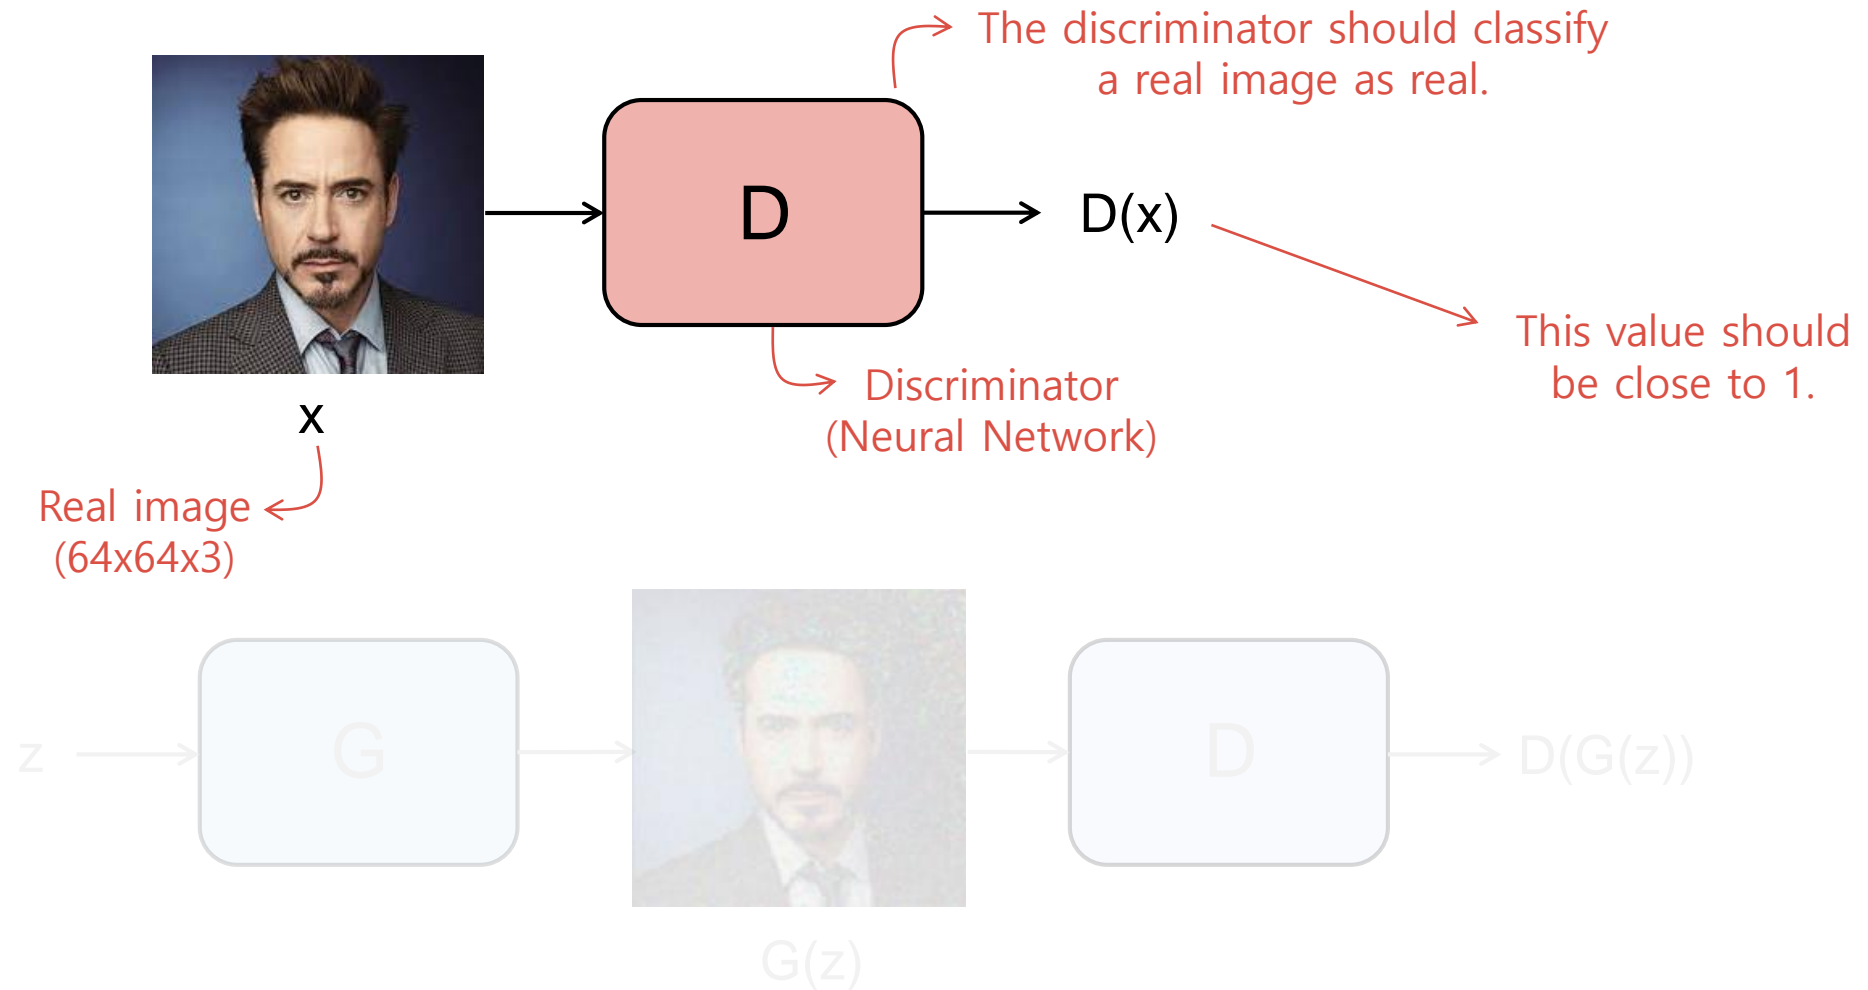 The discriminator should classify
a real image as real.
D
D(x)
This value should
be close to 1.
Discriminator
(Neural Network)
x
Real image
(64x64x3)
z
G
D
D(G(z))
G(z)